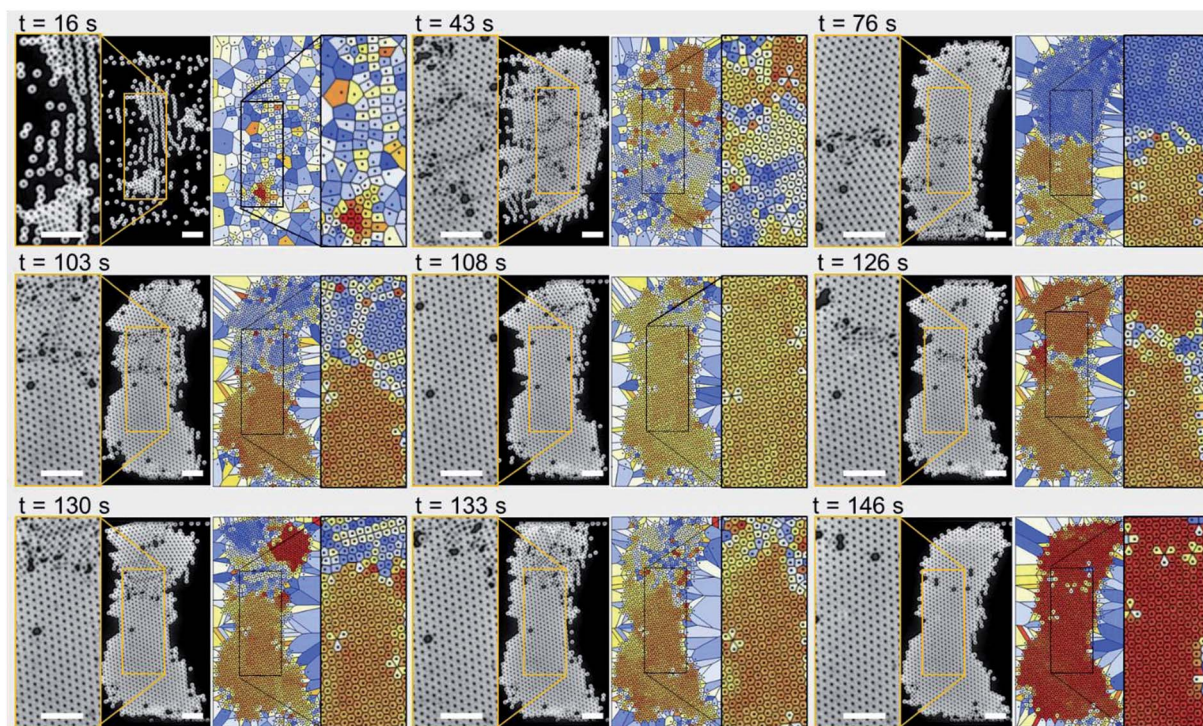 t = 16 s
t = 43 s
t = 76 s
t = 103 s
t = 108 s
t = 126 s
t = 130 s
t = 133 s
t = 146 s